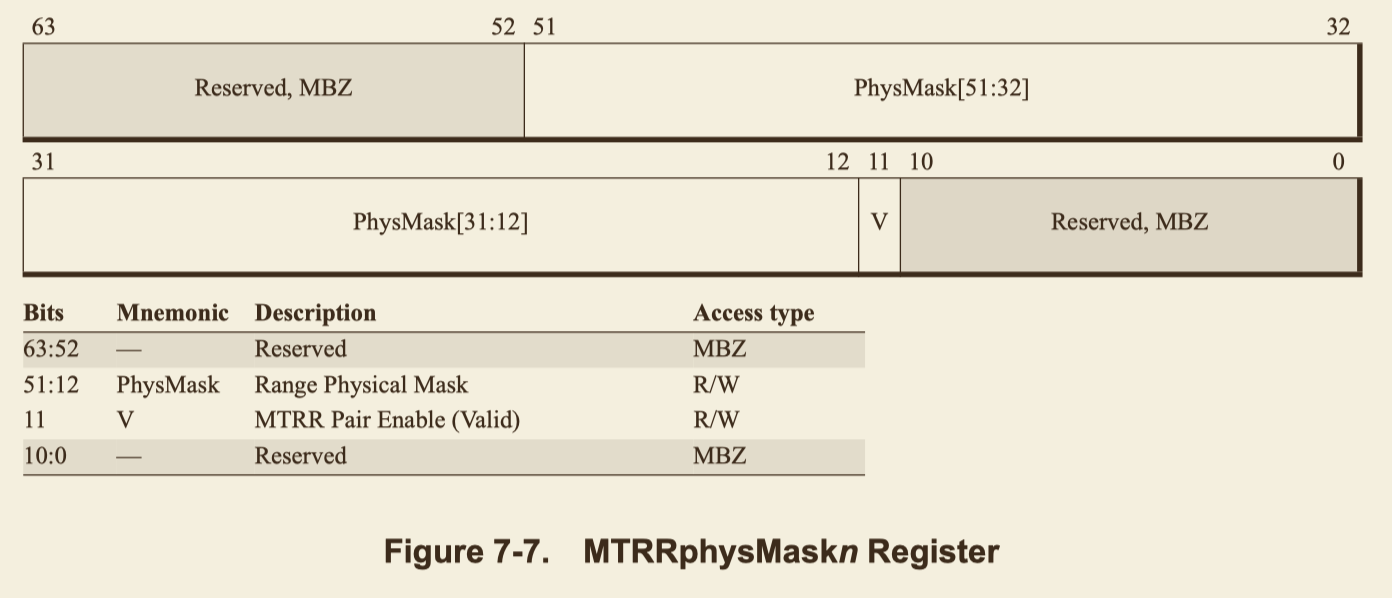 63 52 51 32
Reserved, MBZ PhysMask[51:32]
31 12 11 10 0
PhysMask[31:12] V Reserved, MBZ
Bits Mnemonic Description Access type
63:52 — Reserved MBZ
51:12 PhysMask Range Physical Mask R/W
11 V MTRR Pair Enable (Valid) R/W
10:0 — Reserved MBZ
Figure 7-7. MTRRphysMaskn Register